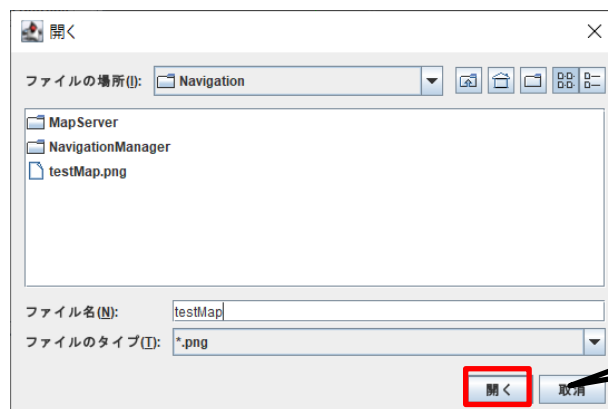 開く
ファイルの場所(I): Navigation
MapServer
NavigationManager
testMap.png
ファイル名(N): testMap
ファイルのタイプ(T): *.png
開く 取消